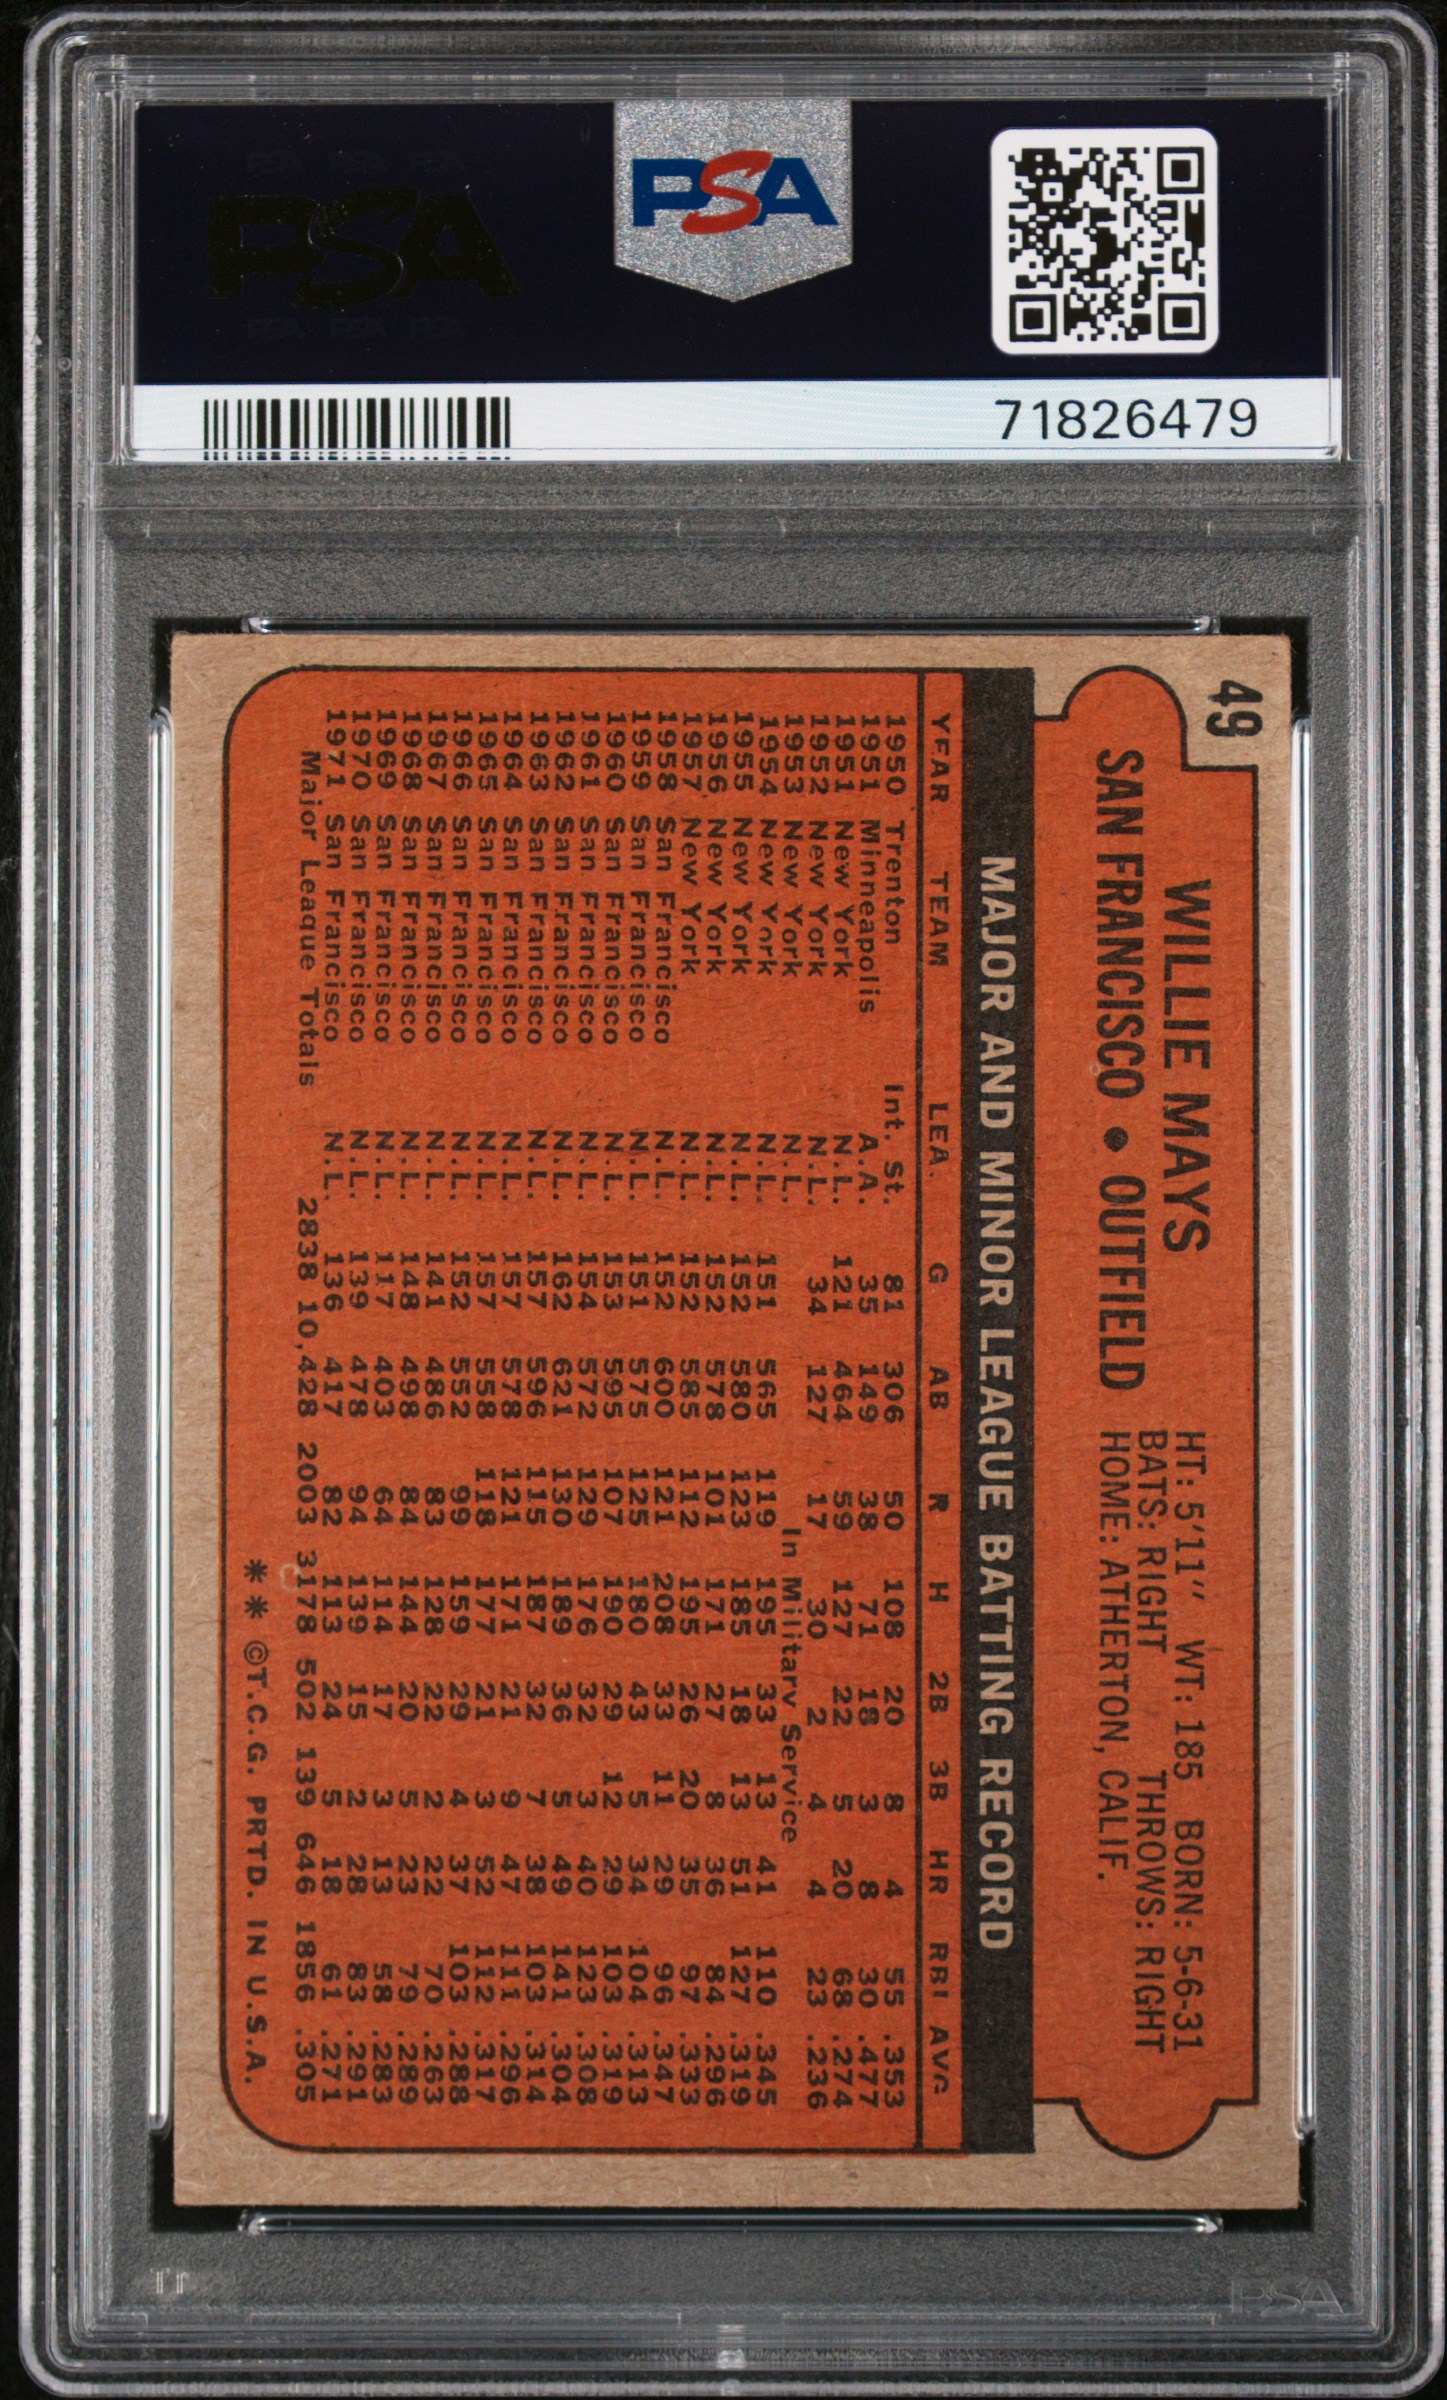 PSA PSA PSA
PSA
PSA PSA PSA
PSA
71826479
49
WILLIE MAYS
SAN FRANCISCO • OUTFIELD
HT: 5'11" WT: 185 BORN: 5-6-31
BATS: RIGHT THROWS: RIGHT
HOME: ATHERTON, CALIF.
MAJOR AND MINOR LEAGUE BATTING RECORD
YEAR TEAM LEA. G AB R H 2B 3B HR RBI AVG
1950 Trenton Int. St. 81 306 50 108 20 8 4 55 .353
1951 Minneapolis A.A. 35 149 38 71 18 3 8 30 .477
1951 New York N.L. 121 464 59 127 22 5 20 68 .274
1952 New York N.L. 34 127 17 30 2 4 4 23 .236
1953 New York N.L. In Military Service
1954 New York N.L. 151 565 119 195 33 13 41 110 .345
1955 New York N.L. 152 580 123 185 18 13 51 127 .319
1956 New York N.L. 152 578 101 171 27 8 36 84 .296
1957 New York N.L. 152 585 112 195 26 20 35 97 .333
1958 San Francisco N.L. 152 600 121 208 33 11 29 96 .347
1959 San Francisco N.L. 151 575 125 180 43 5 34 104 .313
1960 San Francisco N.L. 153 595 107 190 29 12 29 103 .319
1961 San Francisco N.L. 154 572 129 176 32 3 40 123 .308
1962 San Francisco N.L. 162 621 130 189 36 5 49 141 .304
1963 San Francisco N.L. 157 596 115 187 32 7 38 103 .314
1964 San Francisco N.L. 157 578 121 171 21 9 47 111 .296
1965 San Francisco N.L. 157 558 118 177 21 3 52 112 .317
1966 San Francisco N.L. 152 552 99 159 29 4 37 103 .288
1967 San Francisco N.L. 141 486 83 128 22 2 22 70 .263
1968 San Francisco N.L. 148 498 84 144 20 5 23 79 .289
1969 San Francisco N.L. 117 403 64 114 17 3 13 58 .283
1970 San Francisco N.L. 139 478 94 139 15 2 28 83 .291
1971 San Francisco N.L. 136 417 82 113 24 5 18 61 .271
Major League Totals 2838 10,428 2003 3178 502 139 646 1856 .305
** ©T.C.G. PRTD. IN U.S.A.
PSA